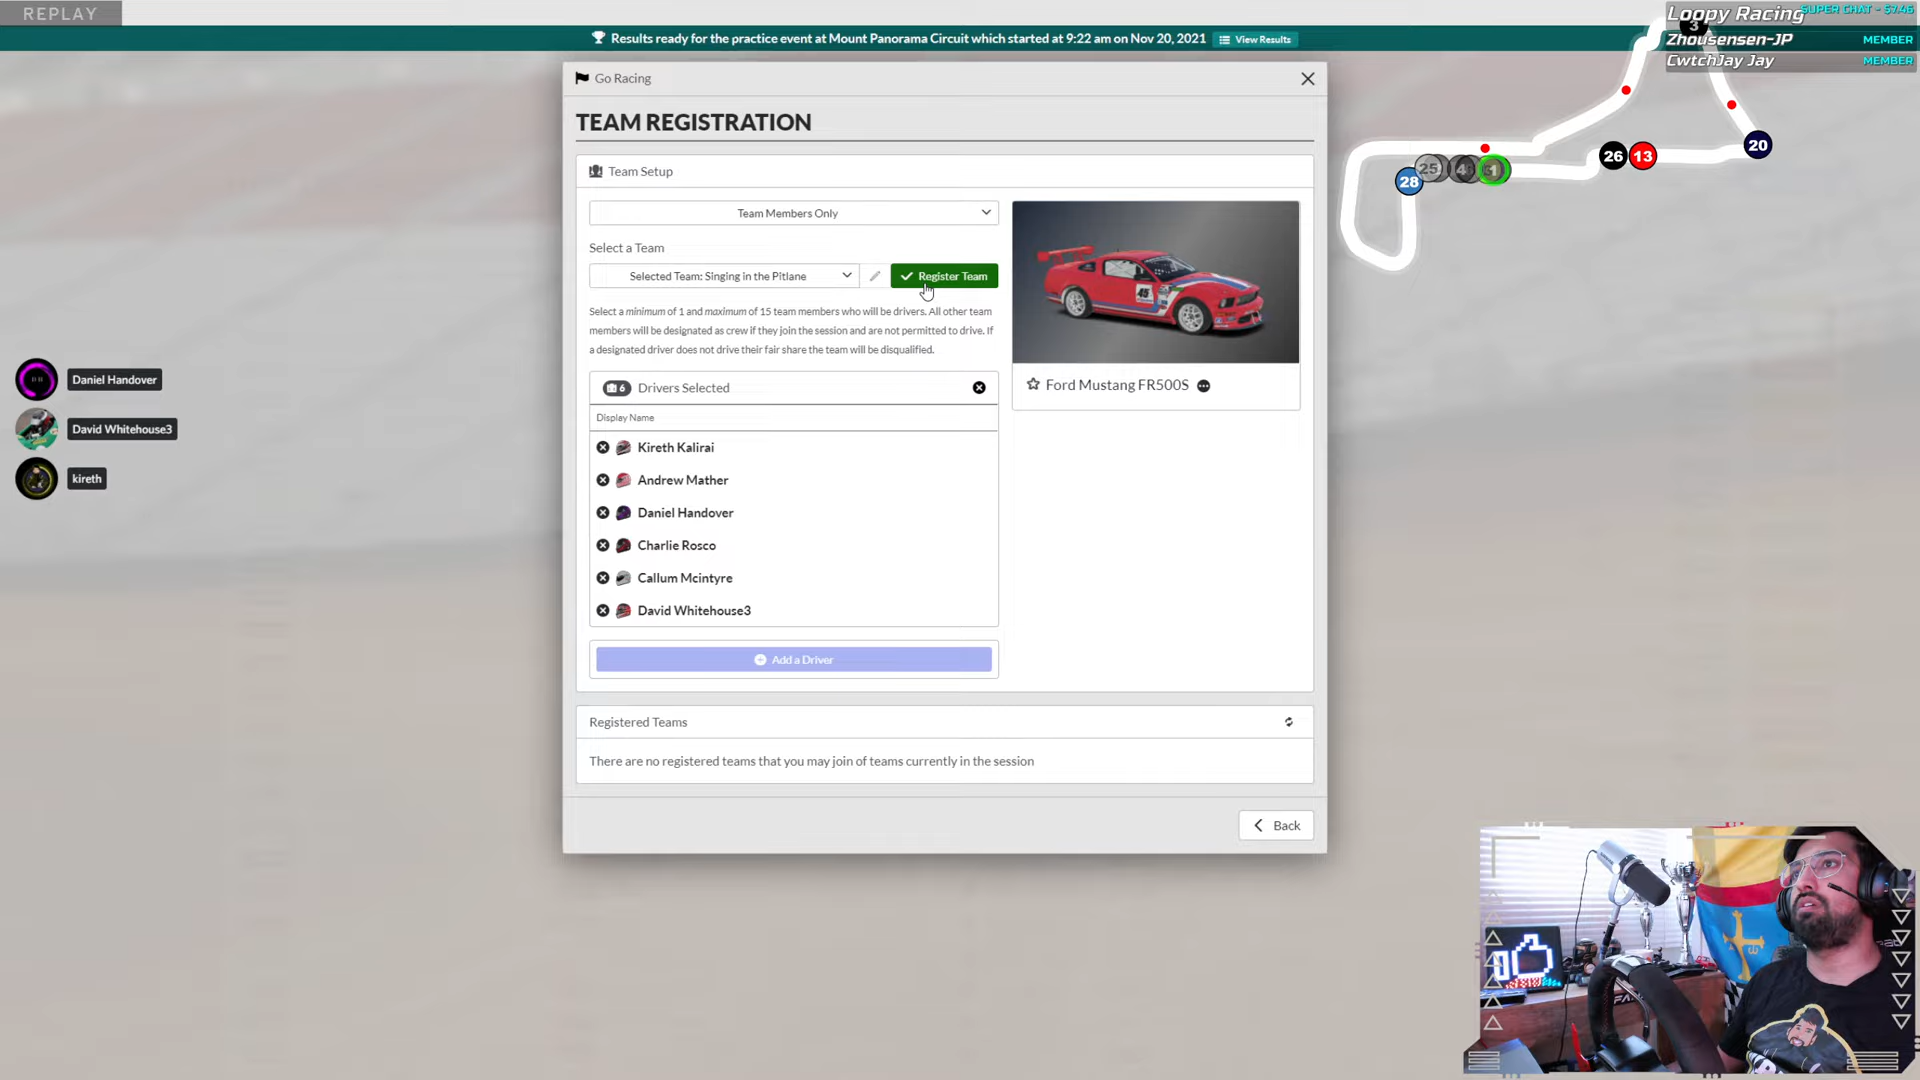 REPLAY
Results ready for the practice event at Mount Panorama Circuit which started at 9:22 am on Nov 20, 2021
View Results
Loopy Racing
SUPER CHAT - $7.46
Zhousensen-JP
MEMBER
CwtchJay Jay
MEMBER
3
20
26
13
1
4
25
28
Go Racing
TEAM REGISTRATION
Team Setup
Team Members Only
Select a Team
Selected Team: Singing in the Pitlane
Register Team
Select a minimum of 1 and maximum of 15 team members who will be drivers. All other team
members will be designated as crew if they join the session and are not permitted to drive. If
a designated driver does not drive their fair share the team will be disqualified.
6 Drivers Selected
Display Name
Kireth Kalirai
Andrew Mather
Daniel Handover
Charlie Rosco
Callum Mcintyre
David Whitehouse3
Add a Driver
45
Ford Mustang FR500S
Registered Teams
There are no registered teams that you may join of teams currently in the session
Back
Daniel Handover
David Whitehouse3
kireth